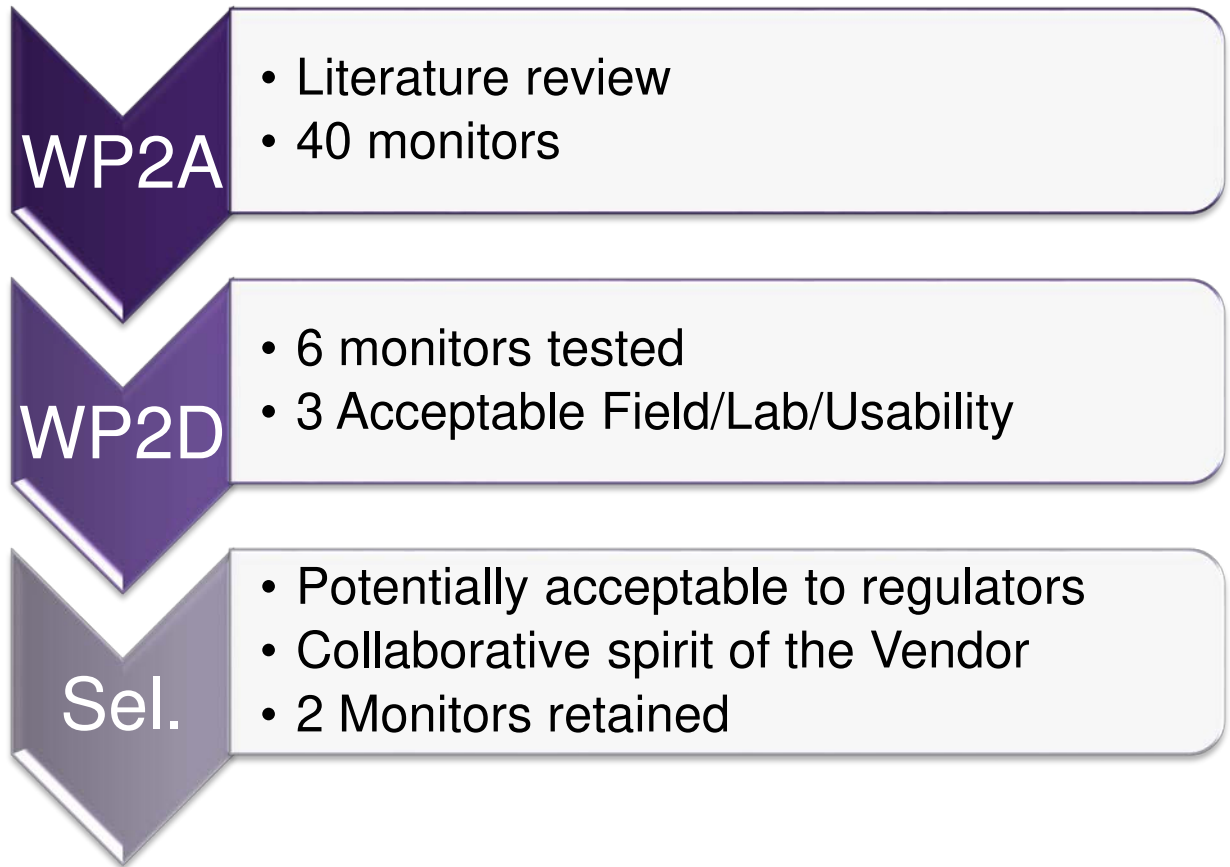 WP2A
• Literature review
• 40 monitors
WP2D
• 6 monitors tested
• 3 Acceptable Field/Lab/Usability
Sel.
• Potentially acceptable to regulators
• Collaborative spirit of the Vendor
• 2 Monitors retained